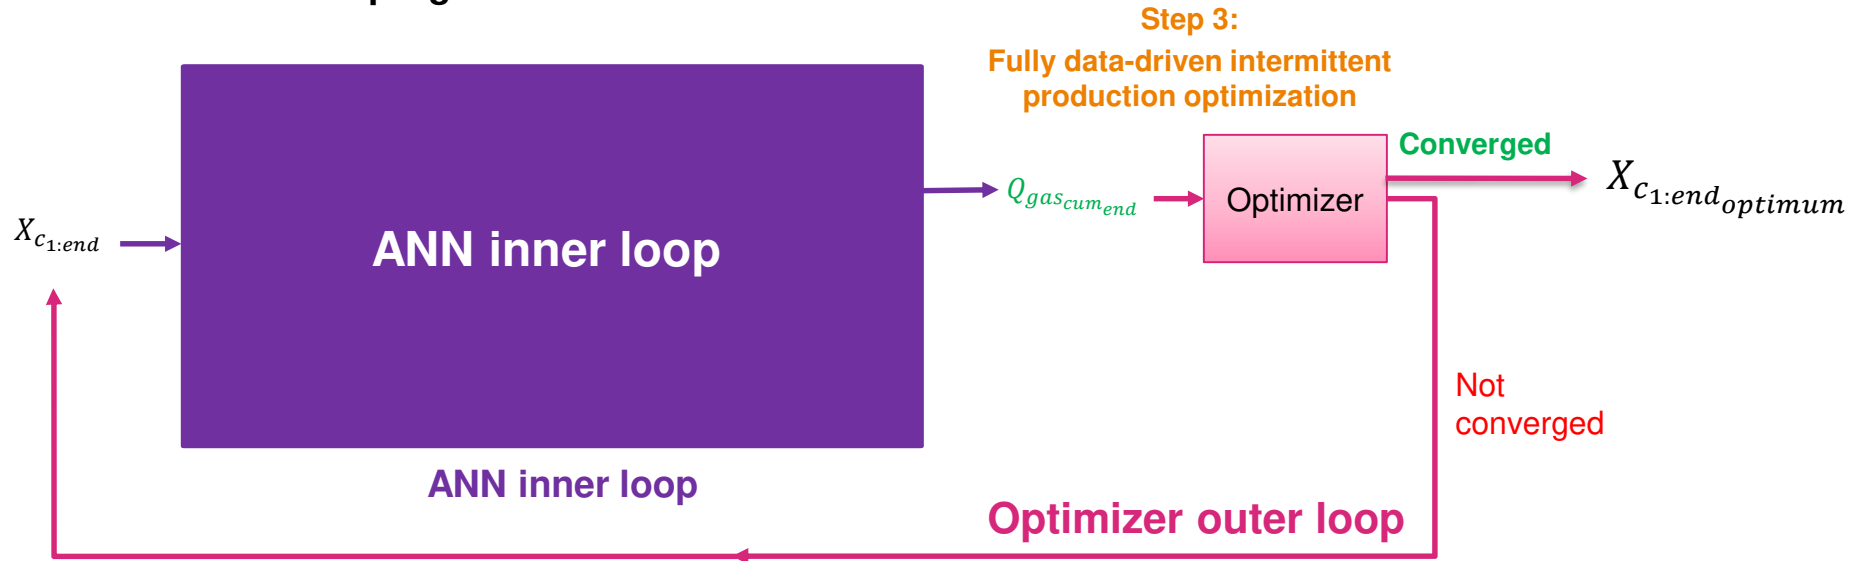 Step 3:
Fully data-driven intermittent
production optimization
Converged
X_{c_{1:end_{optimum}}}
Q_{gas_{cum_{end}}}
Optimizer
X_{c_{1:end}}
ANN inner loop
Not
converged
ANN inner loop
Optimizer outer loop